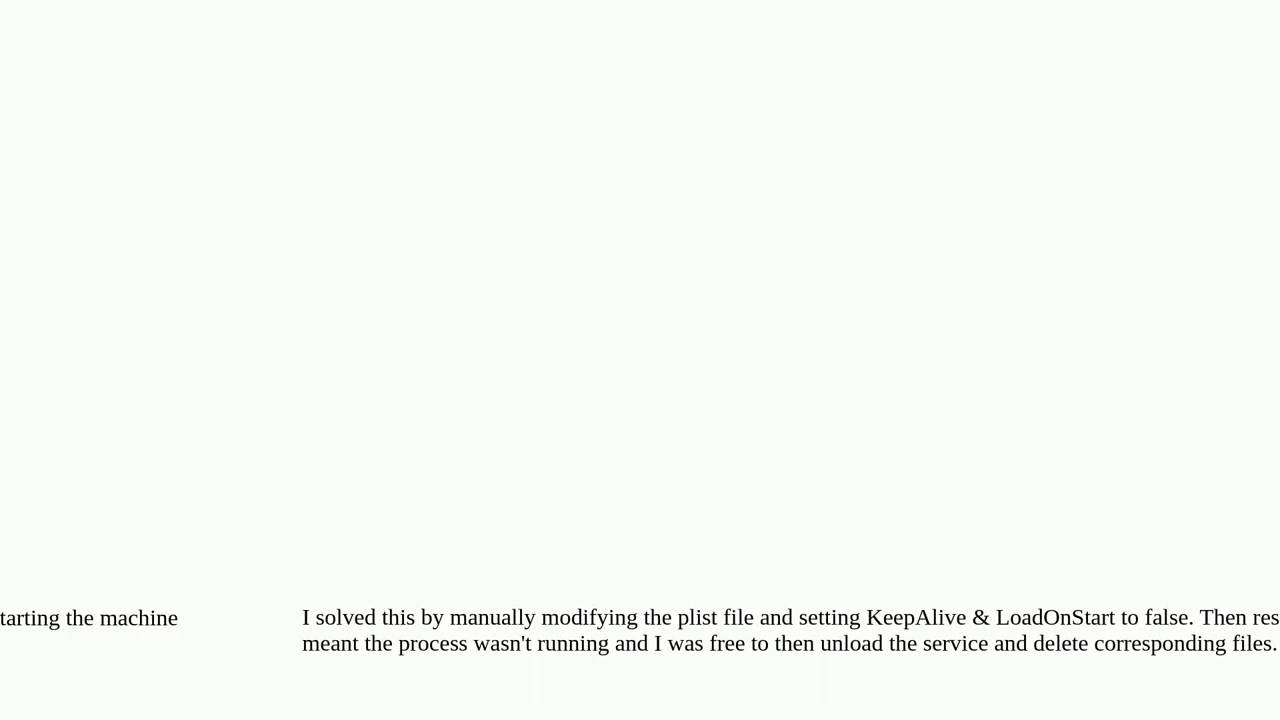 tarting the machine
I solved this by manually modifying the plist file and setting KeepAlive & LoadOnStart to false. Then res
meant the process wasn't running and I was free to then unload the service and delete corresponding files.